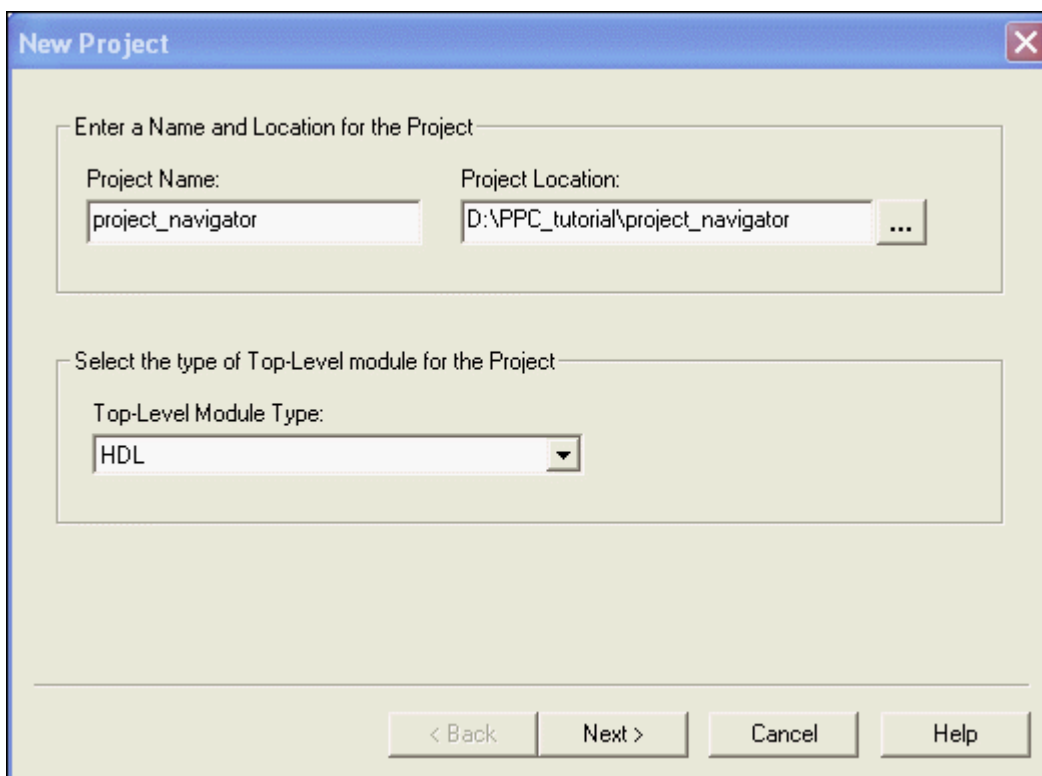 New Project
Enter a Name and Location for the Project
Project Name: Project Location:
project_navigator D:\PPC_tutorial\project_navigator ...
Select the type of Top-Level module for the Project
Top-Level Module Type:
HDL
< Back Next > Cancel Help